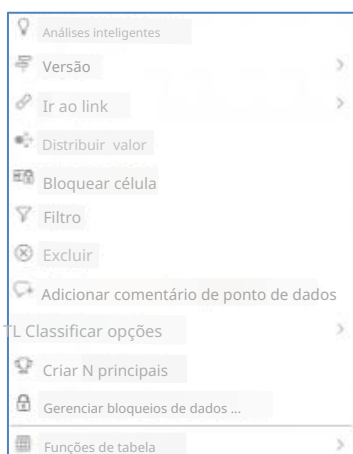 Análises inteligentes
Versão
Ir ao link
Distribuir valor
Bloquear célula
Filtro
Excluir
Adicionar comentário de ponto de dados
TL Classificar opções
Criar N principais
Gerenciar bloqueios de dados ...
Funções de tabela